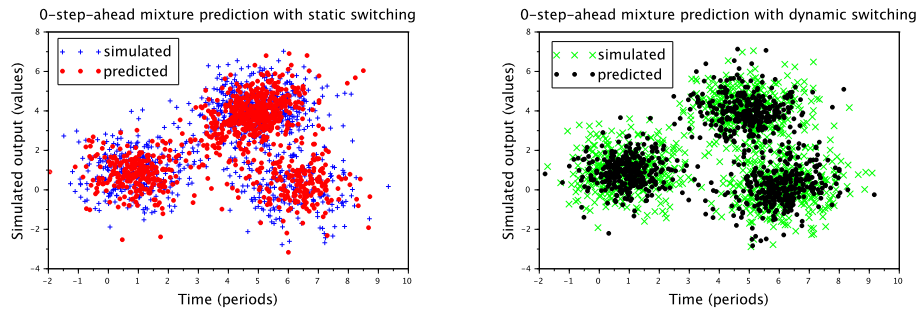 0-step-ahead mixture prediction with static switching
8
6
4
2
0
-2
-4
-2 -1 0 1 2 3 4 5 6 7 8 9 10
simulated
predicted
Simulated output (values)
Time (periods)
0-step-ahead mixture prediction with dynamic switching
8
6
4
2
0
-2
-4
-2 -1 0 1 2 3 4 5 6 7 8 9 10
simulated
predicted
Simulated output (values)
Time (periods)